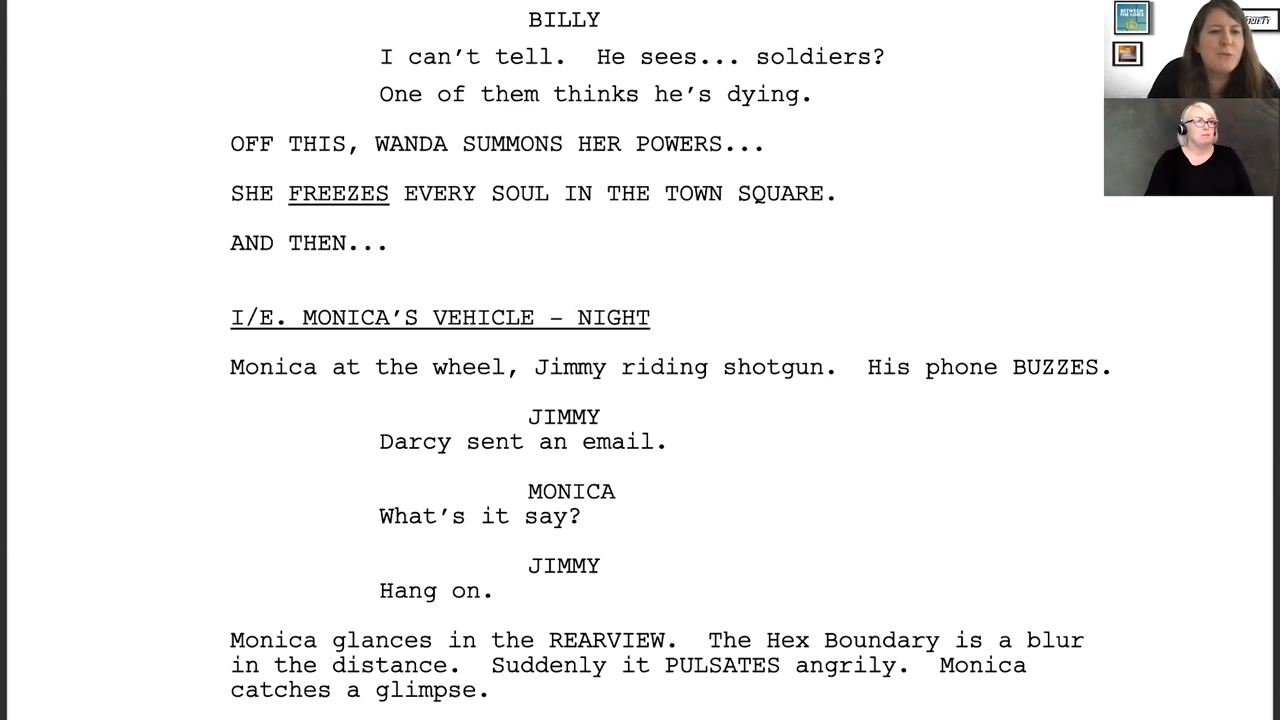 BILLY
I can’t tell.  He sees... soldiers?
One of them thinks he’s dying.
OFF THIS, WANDA SUMMONS HER POWERS...
SHE FREEZES EVERY SOUL IN THE TOWN SQUARE.
AND THEN...
I/E. MONICA’S VEHICLE – NIGHT
Monica at the wheel, Jimmy riding shotgun.  His phone BUZZES.
JIMMY
Darcy sent an email.
MONICA
What’s it say?
JIMMY
Hang on.
Monica glances in the REARVIEW.  The Hex Boundary is a blur
in the distance.  Suddenly it PULSATES angrily.  Monica
catches a glimpse.
BETWEEN
THE LINES